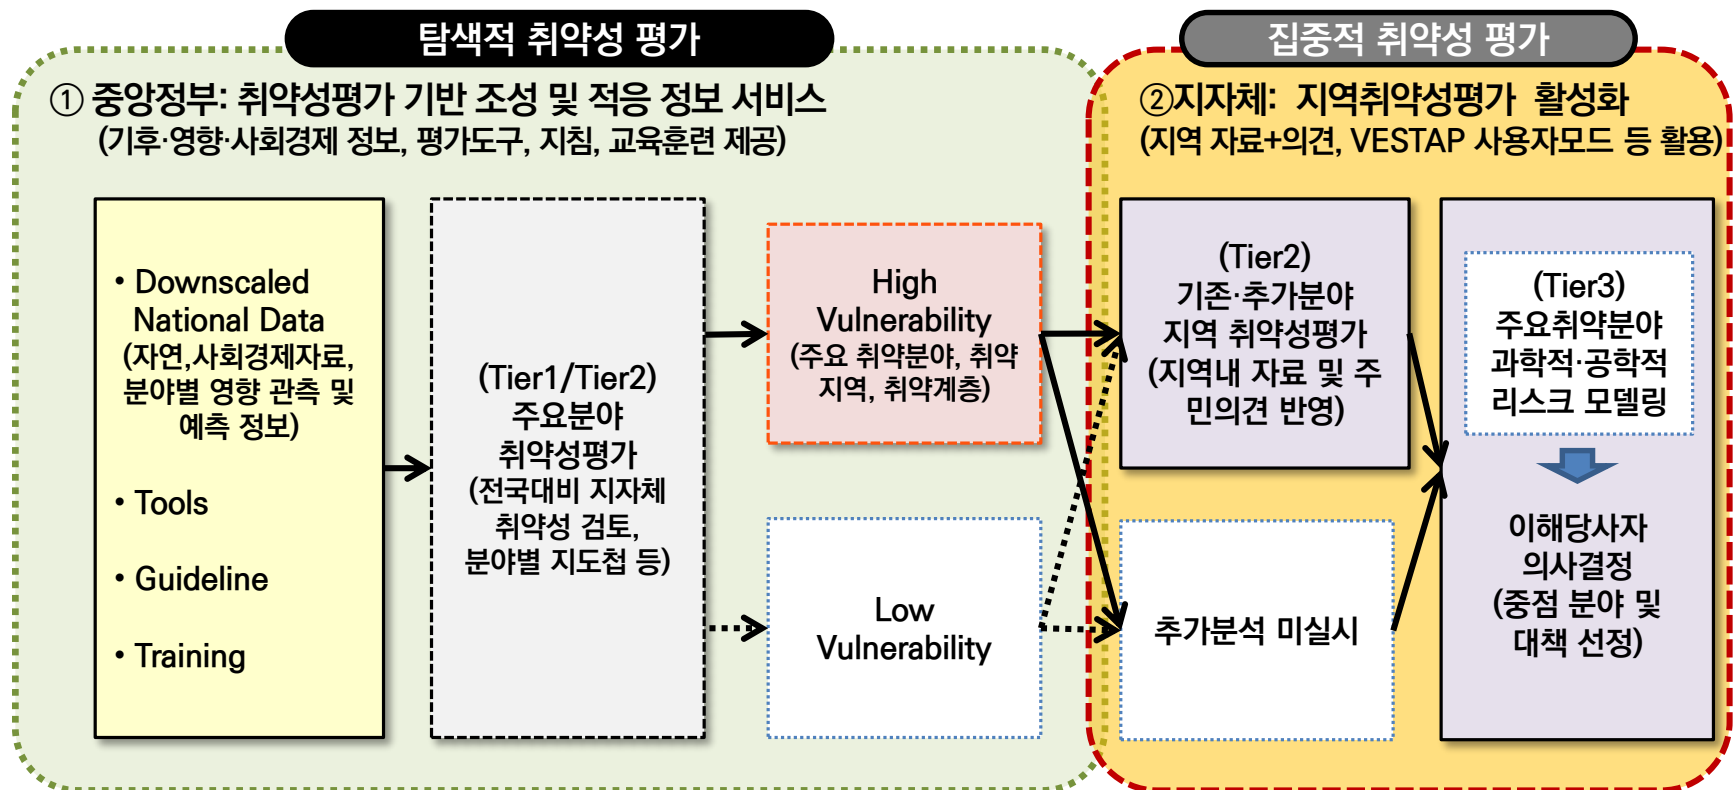 탐색적 취약성 평가
① 중앙정부: 취약성평가 기반 조성 및 적응 정보 서비스
(기후·영향·사회경제 정보, 평가도구, 지침, 교육훈련 제공)
• Downscaled
National Data
(자연,사회경제자료,
분야별 영향 관측 및
예측 정보)
• Tools
• Guideline
• Training
(Tier1/Tier2)
주요분야
취약성평가
(전국대비 지자체
취약성 검토,
분야별 지도첩 등)
High
Vulnerability
(주요 취약분야, 취약
지역, 취약계층)
Low
Vulnerability
집중적 취약성 평가
②지자체: 지역취약성평가 활성화
(지역 자료+의견, VESTAP 사용자모드 등 활용)
(Tier2)
기존·추가분야
지역 취약성평가
(지역내 자료 및 주
민의견 반영)
추가분석 미실시
(Tier3)
주요취약분야
과학적·공학적
리스크 모델링
이해당사자
의사결정
(중점 분야 및
대책 선정)